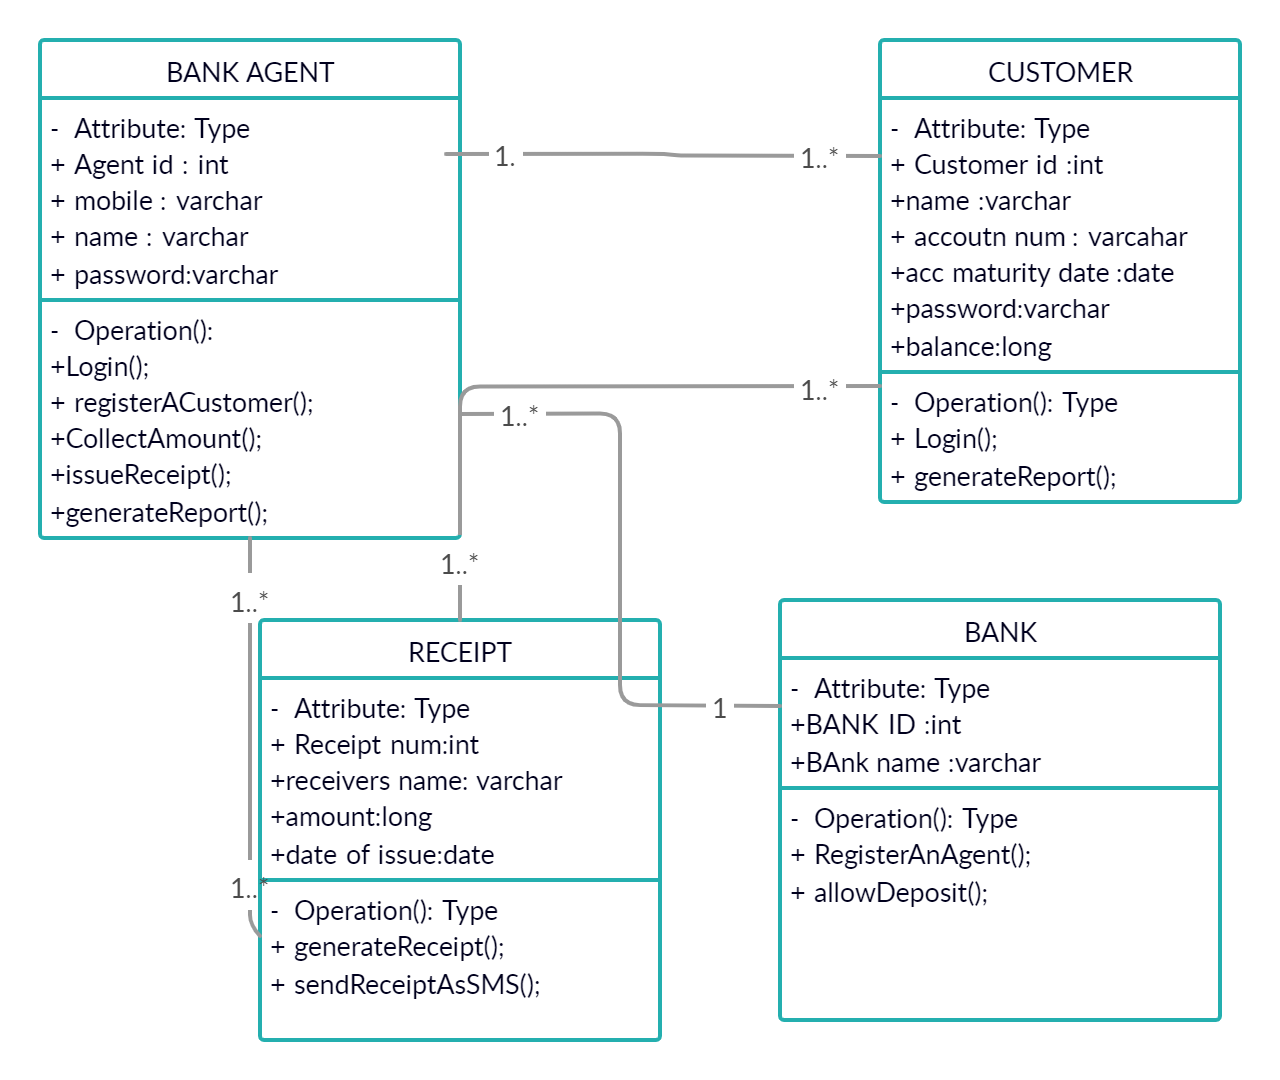 BANK AGENT
- Attribute: Type
+ Agent id : int
+ mobile : varchar
+ name : varchar
+ password:varchar
- Operation():
+Login();
+ registerACustomer();
+CollectAmount();
+issueReceipt();
+generateReport();
1.
1..*
CUSTOMER
- Attribute: Type
+ Customer id :int
+name :varchar
+ accoutn num : varcahar
+acc maturity date :date
+password:varchar
+balance:long
- Operation(): Type
+ Login();
+ generateReport();
1..*
1..*
1..*
1..*
1..*
1
RECEIPT
- Attribute: Type
+ Receipt num:int
+receivers name: varchar
+amount:long
+date of issue:date
- Operation(): Type
+ generateReceipt();
+ sendReceiptAsSMS();
BANK
- Attribute: Type
+BANK ID :int
+BAnk name :varchar
- Operation(): Type
+ RegisterAnAgent();
+ allowDeposit();